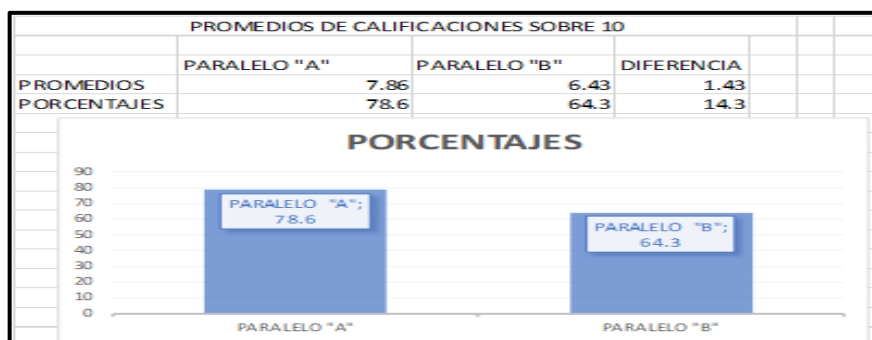 PROMEDIOS DE CALIFICACIONES SOBRE 10
PARALELO "A" PARALELO "B" DIFERENCIA
PROMEDIOS 7.86 6.43 1.43
PORCENTAJES 78.6 64.3 14.3
PORCENTAJES
90
80
70
60
50
40
30
20
10
0
PARALELO "A";
78.6
PARALELO "B";
64.3
PARALELO "A" PARALELO "B"